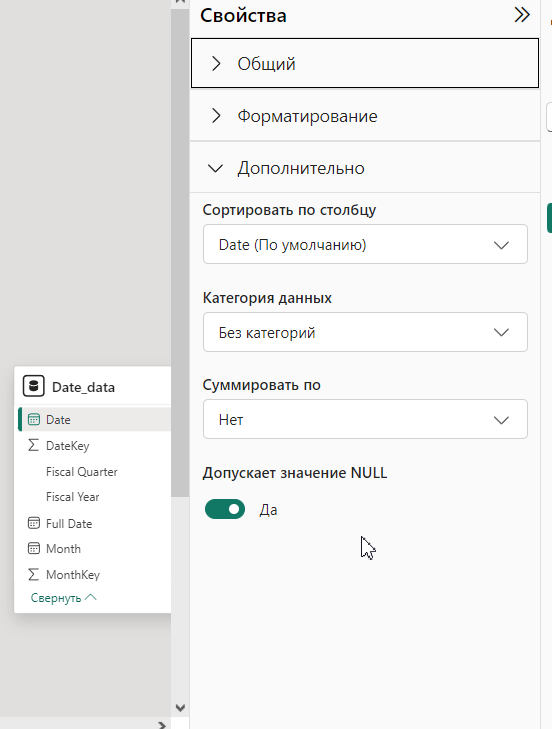 Свойства
Общий
Форматирование
Дополнительно
Сортировать по столбцу
Date (По умолчанию)
Категория данных
Без категорий
Суммировать по
Нет
Допускает значение NULL
Да
Date_data
Date
DateKey
Fiscal Quarter
Fiscal Year
Full Date
Month
MonthKey
Свернуть